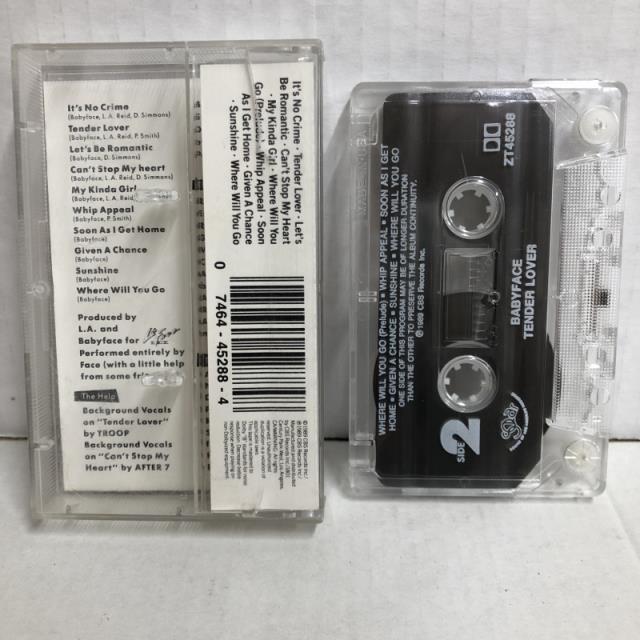 It's No Crime
(Babyface, L.A. Reid, D. Simmons)
Tender Lover
(Babyface, L.A. Reid, P. Smith)
Let's Be Romantic
(Babyface, D. Simmons)
Can't Stop My heart
(Babyface, L.A. Reid, D. Simmons)
My Kinda Girl
(Babyface, L.A. Reid, D. Simmons)
Whip Appeal
(Babyface, P. Smith)
Soon As I Get Home
(Babyface)
Given A Chance
(Babyface)
Sunshine
(Babyface)
Where Will You Go
(Babyface)
Produced by
L.A. and
Babyface for
Performed entirely by
Face (with a little help
from some
The Help
Background Vocals
on "Tender Lover"
by TROOP
Background Vocals
on "Can't Stop My
Heart" by AFTER 7
It's No Crime · Tender Lover · Let's
Be Romantic · Can't Stop My Heart
· My Kinda Girl · Where Will You
Go (Prelude) · Whip Appeal · Soon
As I Get Home · Given A Chance
· Sunshine · Where Will You Go
0 7464-45288-4
ZT45288
WHERE WILL YOU GO (Prelude) • WHIP APPEAL • SOON AS I GET
HOME • GIVEN A CHANCE • SUNSHINE • WHERE WILL YOU GO
ONE SIDE OF THIS PROGRAM MAY BE OF LONGER DURATION
THAN THE OTHER TO PRESERVE THE ALBUM CONTINUITY.
© 1989 CBS Records Inc.
BABYFACE
TENDER LOVER
SIDE 2
Solar